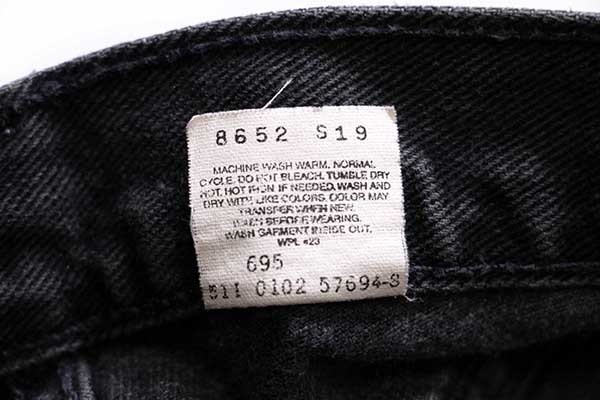 8652 S19
MACHINE WASH WARM. NORMAL
CYCLE. DO NOT BLEACH. TUMBLE DRY
HOT. HOT IRON IF NEEDED. WASH AND
DRY WITH LIKE COLORS. COLOR MAY
TRANSFER WHEN NEW.
WASH BEFORE WEARING.
WASH GARMENT INSIDE OUT.
WPL 423
695
511 0102 57694-S